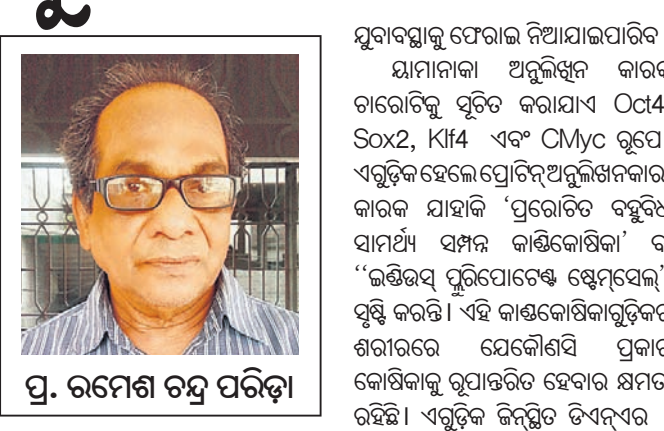 ପ୍ର. ରମେଶ ଚନ୍ଦ୍ର ପରିଡ଼ା
ଯୁବାବସ୍ଥାକୁ ଫେରାଇ ନିଆଯାଇପାରିବ
ୟାମାନାକା ଅନୁଲିଖିନ କାରକ
ଚାରୋଟିକୁ ସୂଚିତ କରାଯାଏ Oct4
Sox2, Klf4 ଏବଂ CMyc ରୂପେ
ଏଗୁଡ଼ିକ ହେଲେ ପ୍ରୋଟିନ୍ ଅନୁଲିଖନକାର
କାରକ ଯାହାକି ‘ପ୍ରରୋଚିତ ବହୁବିଧ
ସାମର୍ଥ୍ୟ ସମ୍ପନ୍ନ କାଣ୍ଡିକୋଷିକା’ ବ
‘‘ଇଣ୍ଡିଉସ୍ ପ୍ଲୁରିପୋଟେଣ୍ଟ ଷ୍ଟେମ୍‌ସେଲ୍’
ସୃଷ୍ଟି କରନ୍ତି। ଏହି କାଣ୍ଡକୋଷିକାଗୁଡ଼ିକର
ଶରୀରରେ ଯେକୌଣସି ପ୍ରକାର
କୋଷିକାକୁ ରୂପାନ୍ତରିତ ହେବାର କ୍ଷମତା
ରହିଛି। ଏଗୁଡ଼ିକ ଜିନ୍‌ସ୍ଥିତ ଡିଏନ୍‌ଏର